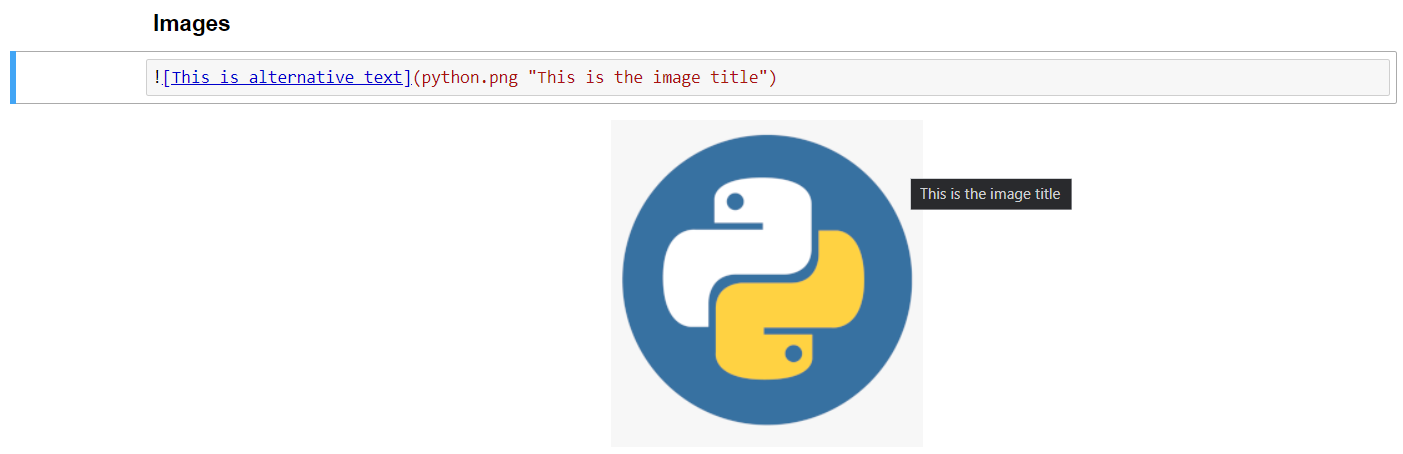 Images
![This is alternative text](python.png "This is the image title")
This is the image title